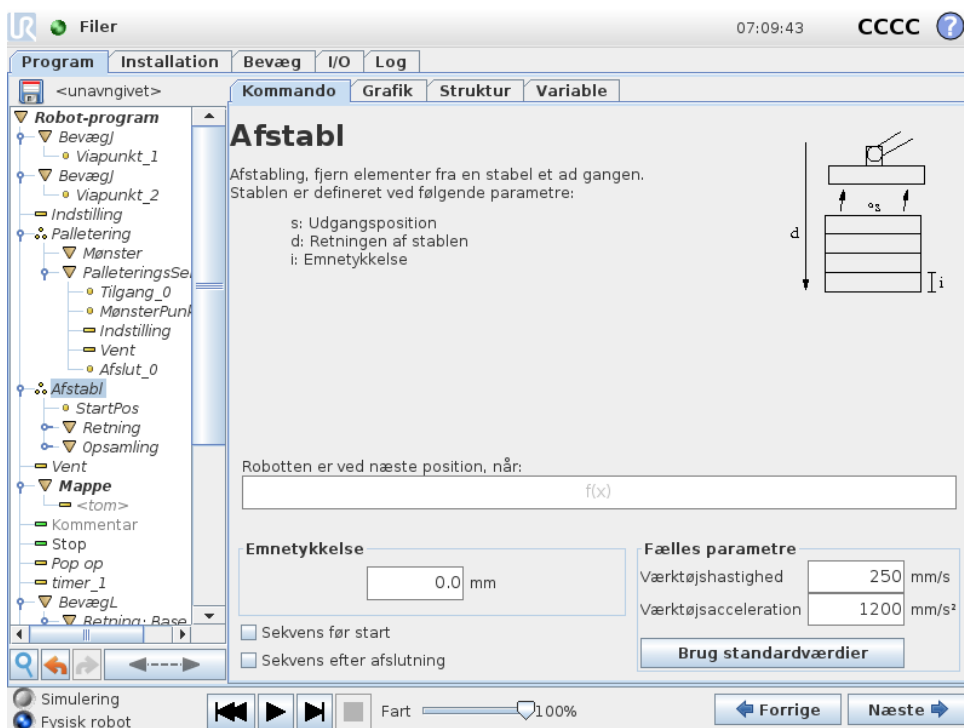 UR Filer 07:09:43 CCCC ?
Program Installation Bevæg I/O Log
<unavngivet>
Kommando Grafik Struktur Variable
Robot-program
BevægJ
Viapunkt_1
BevægJ
Viapunkt_2
Indstilling
Palletering
Mønster
PalleteringsSe
Tilgang_0
MønsterPunk
Indstilling
Vent
Afslut_0
Afstabl
StartPos
Retning
Opsamling
Vent
Mappe
<tom>
Kommentar
Stop
Pop op
timer_1
BevægL
Retning: Base
Afstabl
Afstabling, fjern elementer fra en stabel et ad gangen.
Stablen er defineret ved følgende parametre:
s: Udgangsposition
d: Retningen af stablen
i: Emnetykkelse
s
d
i
Robotten er ved næste position, når:
f(x)
Emnetykkelse
0.0 mm
Sekvens før start
Sekvens efter afslutning
Fælles parametre
Værktøjshastighed 250 mm/s
Værktøjsacceleration 1200 mm/s²
Brug standardværdier
Simulering
Fysisk robot
Fart 100%
Forrige Næste